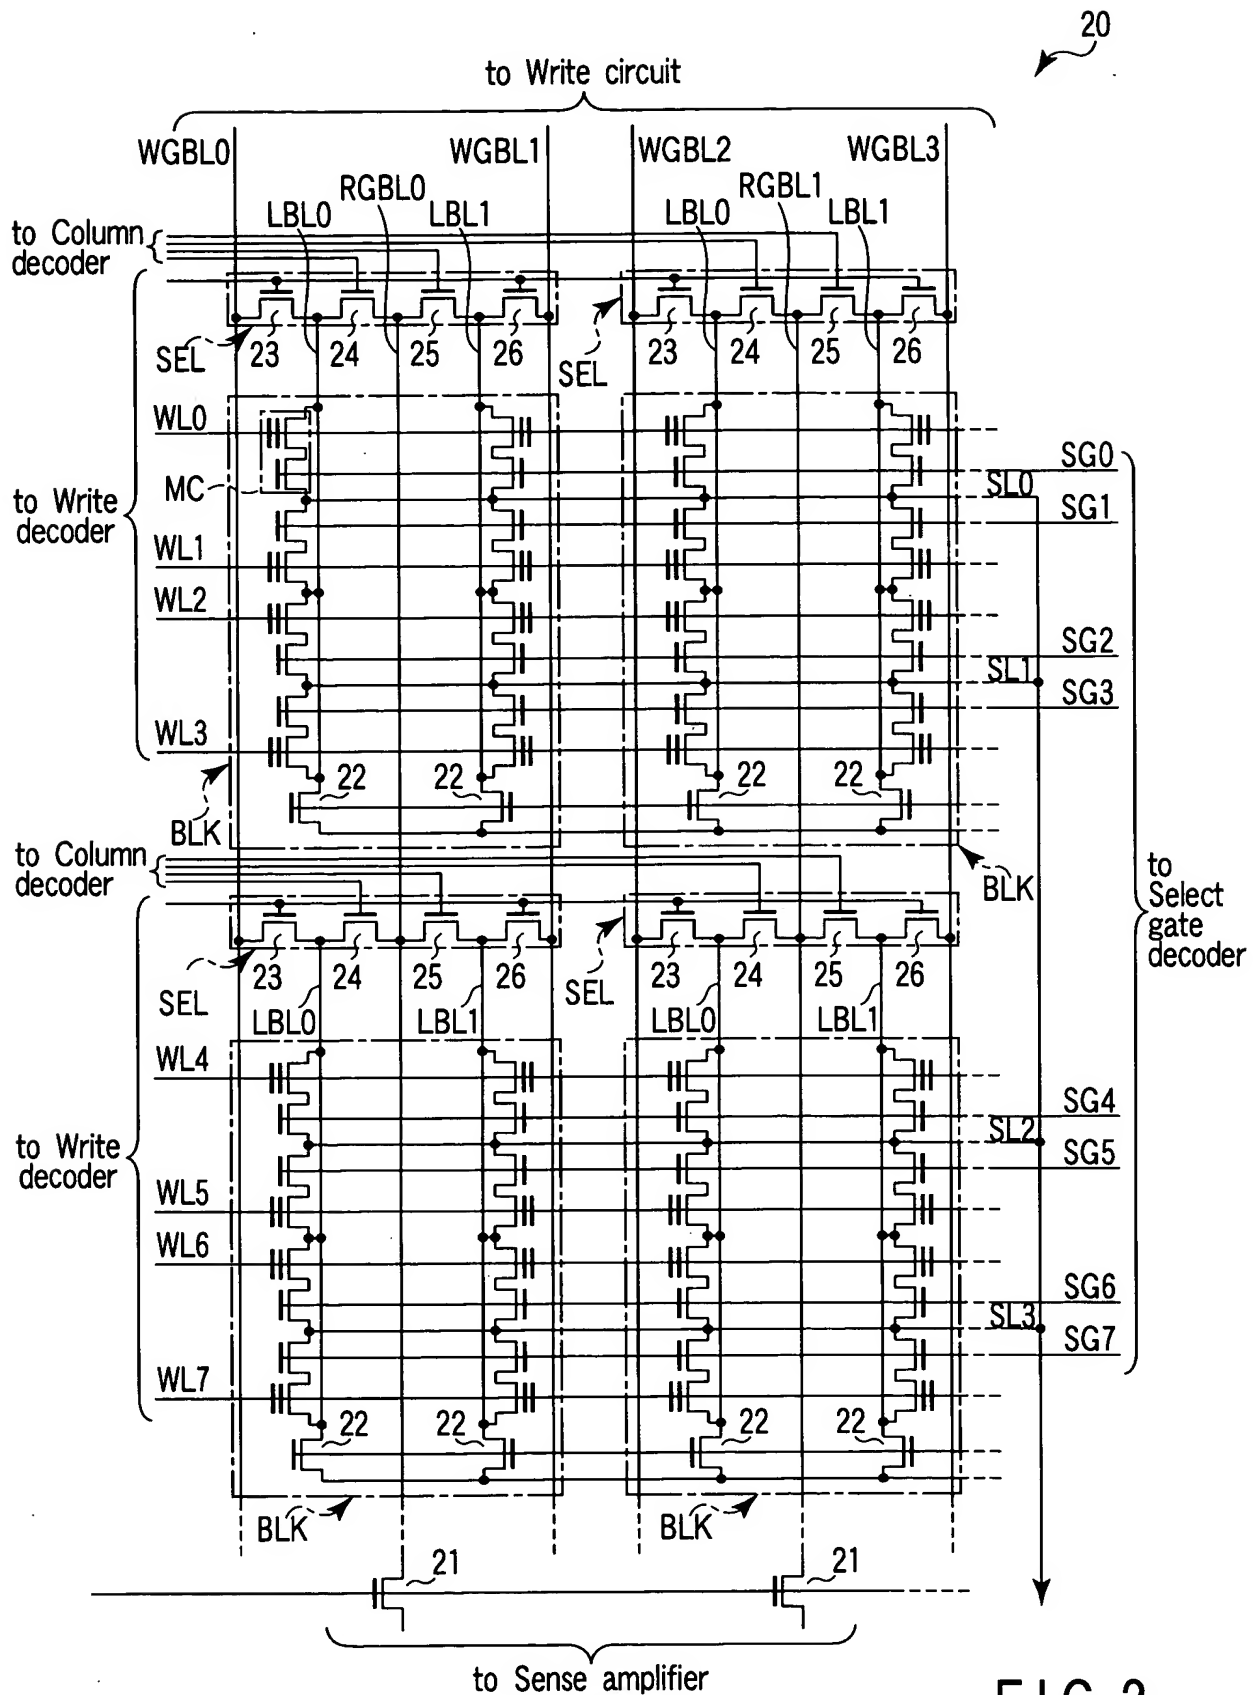 20
to Write circuit
WGBL0 WGBL1 WGBL2 WGBL3
RGBL0 RGBL1
LBL0 LBL1 LBL0 LBL1
to Column
decoder
SEL 23 24 25 26 SEL 23 24 25 26
WL0
SG0
MC
SL0
to Write
decoder
SG1
WL1
WL2
SG2
SL1
SG3
WL3
22 22 22 22
BLK
to Column
decoder
BLK
to
Select
gate
decoder
SEL 23 24 25 26 SEL 23 24 25 26
LBL0 LBL1 LBL0 LBL1
WL4
SG4
SL2
to Write
decoder
SG5
WL5
WL6
SG6
SL3
SG7
WL7
22 22 22 22
BLK BLK
21 21
to Sense amplifier